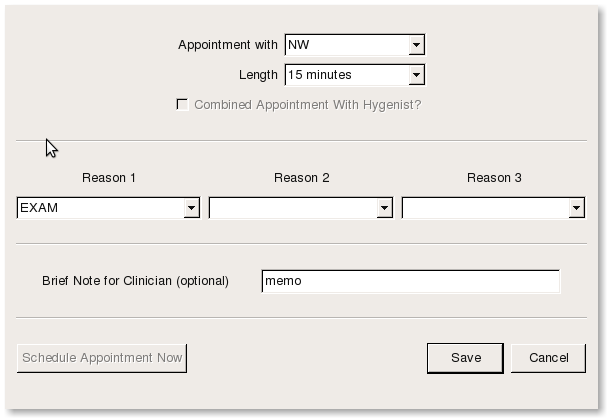 Appointment with NW
Length 15 minutes
Combined Appointment With Hygenist?
Reason 1 Reason 2 Reason 3
EXAM
Brief Note for Clinician (optional) memo
Schedule Appointment Now Save Cancel